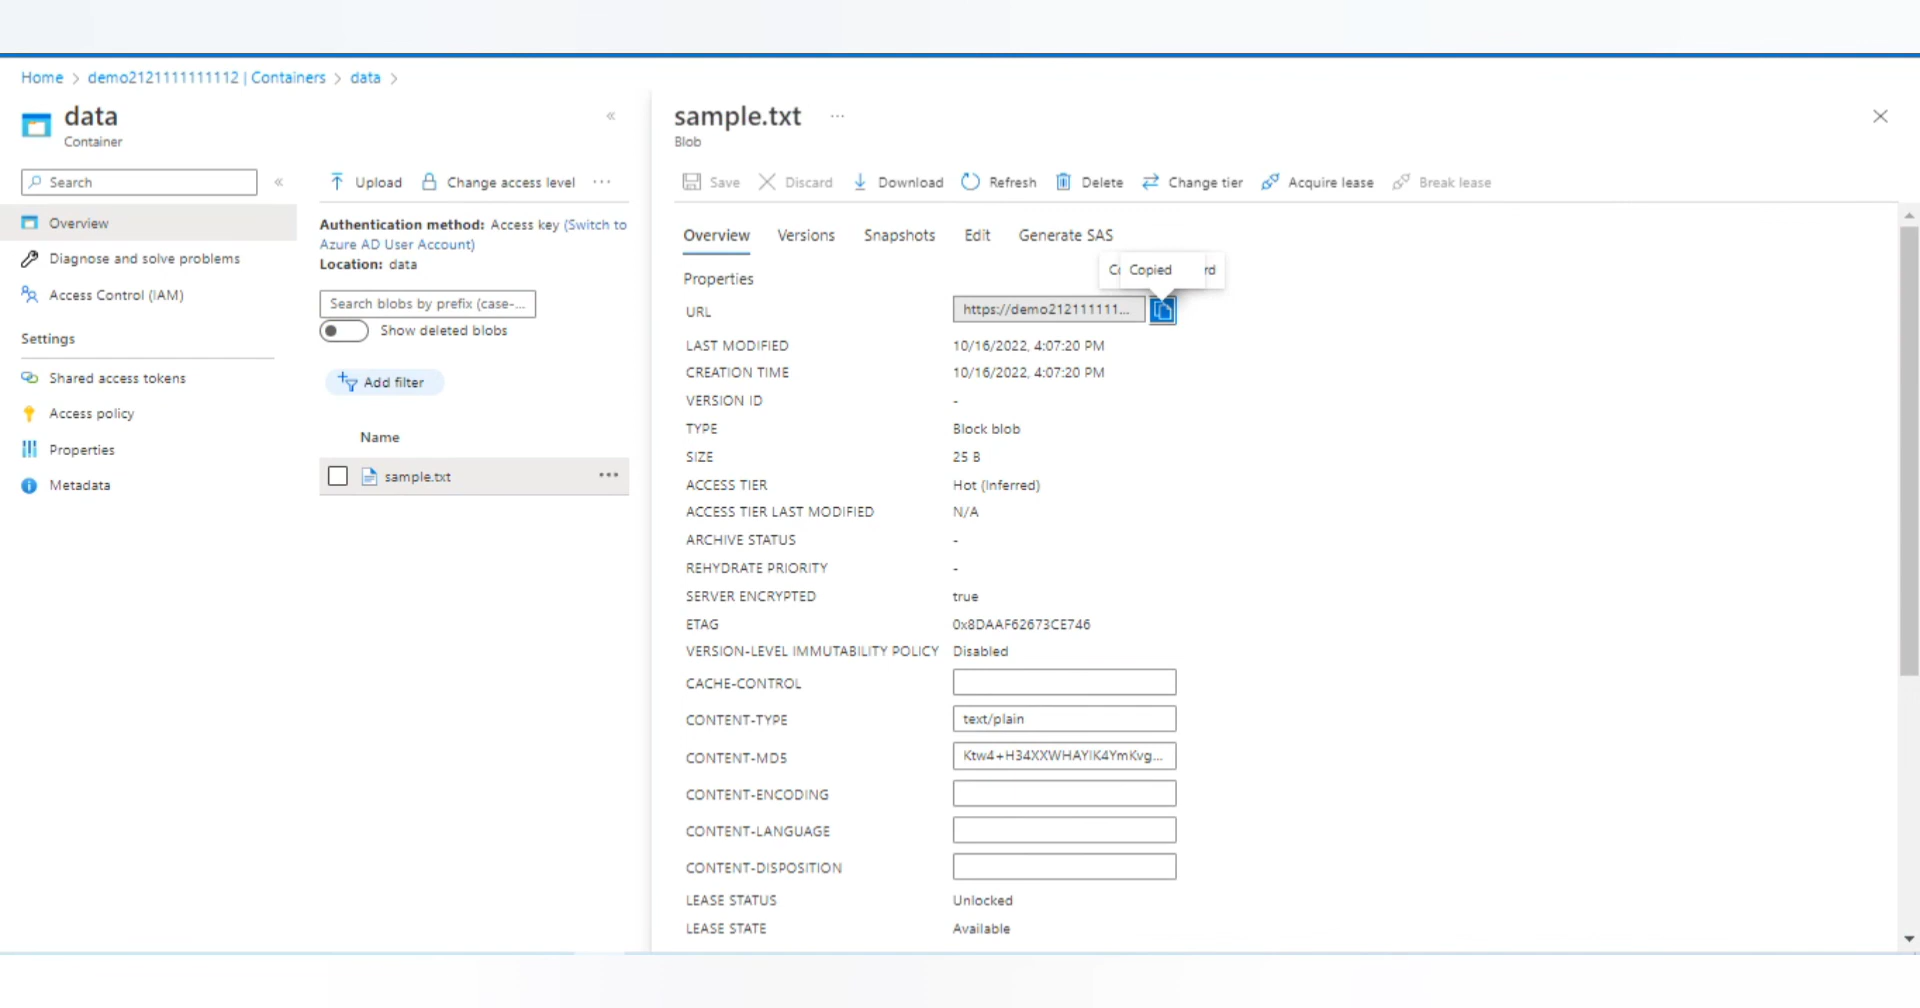 Home > demo2121111111112 | Containers > data >
data
Container
Search
Overview
Diagnose and solve problems
Access Control (IAM)
Settings
Shared access tokens
Access policy
Properties
Metadata
Upload
Change access level
Authentication method: Access key (Switch to
Azure AD User Account)
Location: data
Search blobs by prefix (case-...
Show deleted blobs
Add filter
Name
sample.txt
sample.txt
Blob
Save
Discard
Download
Refresh
Delete
Change tier
Acquire lease
Break lease
Overview
Versions
Snapshots
Edit
Generate SAS
Copied
Properties
URL https://demo212111111...
LAST MODIFIED 10/16/2022, 4:07:20 PM
CREATION TIME 10/16/2022, 4:07:20 PM
VERSION ID -
TYPE Block blob
SIZE 25 B
ACCESS TIER Hot (Inferred)
ACCESS TIER LAST MODIFIED N/A
ARCHIVE STATUS -
REHYDRATE PRIORITY -
SERVER ENCRYPTED true
ETAG 0x8DAAF62673CE746
VERSION-LEVEL IMMUTABILITY POLICY Disabled
CACHE-CONTROL
CONTENT-TYPE text/plain
CONTENT-MD5
CONTENT-ENCODING
CONTENT-LANGUAGE
CONTENT-DISPOSITION
LEASE STATUS Unlocked
LEASE STATE Available